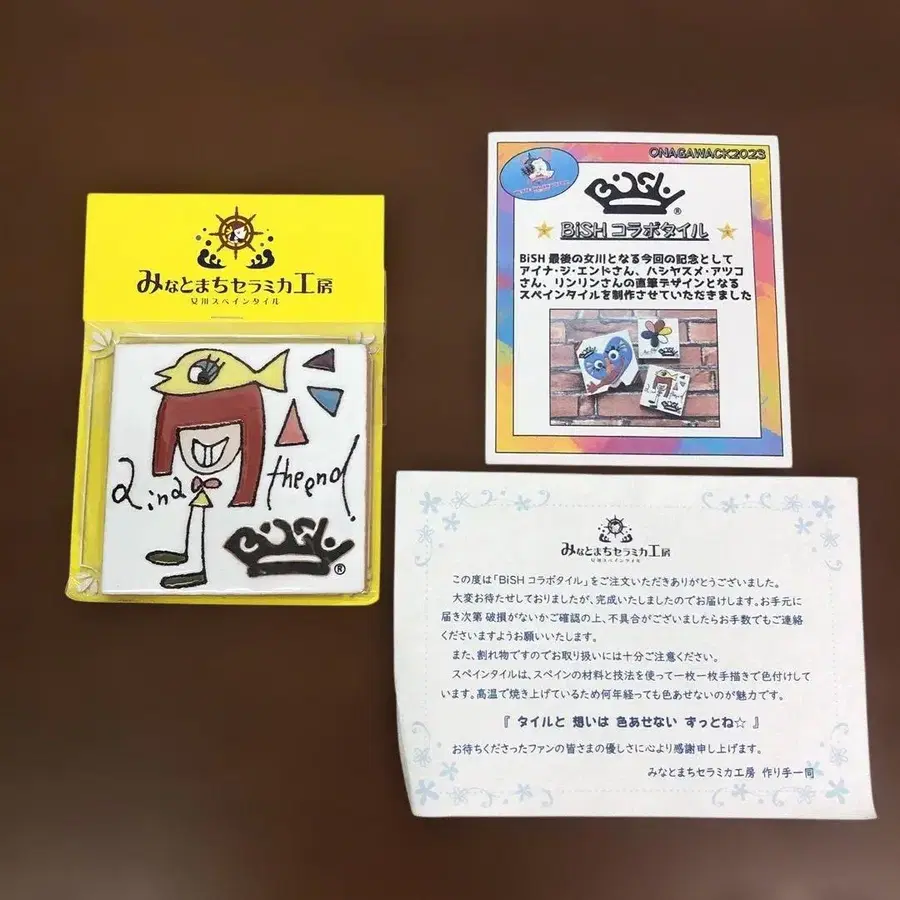 みなとまちセラミカ工房
女川スペインタイル
aina the end.
BiSH
®
ONAGAWACK2023
BiSH
®
BiSH コラボタイル
BiSH 最後の女川となる今回の記念として
アイナ・ジ・エンドさん、ハシヤスメ・アツコ
さん、リンリンさんの直筆デザインとなる
スペインタイルを制作させていただきました
みなとまちセラミカ工房
女川スペインタイル
この度は「BiSH コラボタイル」をご注文いただきありがとうございました。
大変お待たせしておりましたが、完成いたしましたのでお届けします。お手元に
届き次第 破損がないかご確認の上、不具合がございましたらお手数でもご連絡
くださいますようお願いいたします。
また、割れ物ですのでお取り扱いには十分ご注意ください。
スペインタイルは、スペインの材料と技法を使って一枚一枚手描きで色付けして
います。高温で焼き上げているため何年経っても色あせないのが魅力です。
『 タイルと 想いは 色あせない ずっとね☆ 』
お待ちくださったファンの皆さまの優しさに心より感謝申し上げます。
みなとまちセラミカ工房 作り手一同